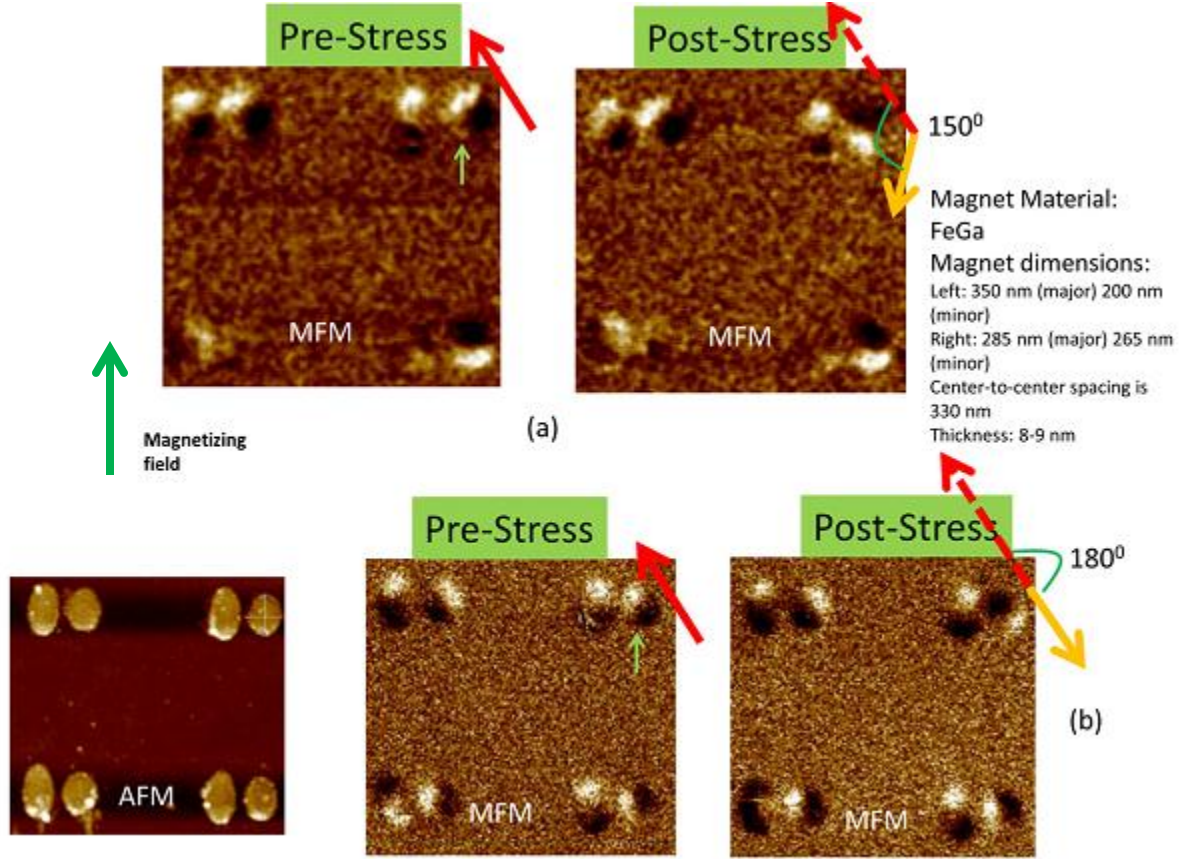 Pre-Stress
Post-Stress
150⁰
MFM
MFM
Magnet Material:
FeGa
Magnet dimensions:
Left: 350 nm (major) 200 nm
(minor)
Right: 285 nm (major) 265 nm
(minor)
Center-to-center spacing is
330 nm
Thickness: 8-9 nm
(a)
Magnetizing
field
Pre-Stress
Post-Stress
180⁰
AFM
MFM
MFM
(b)